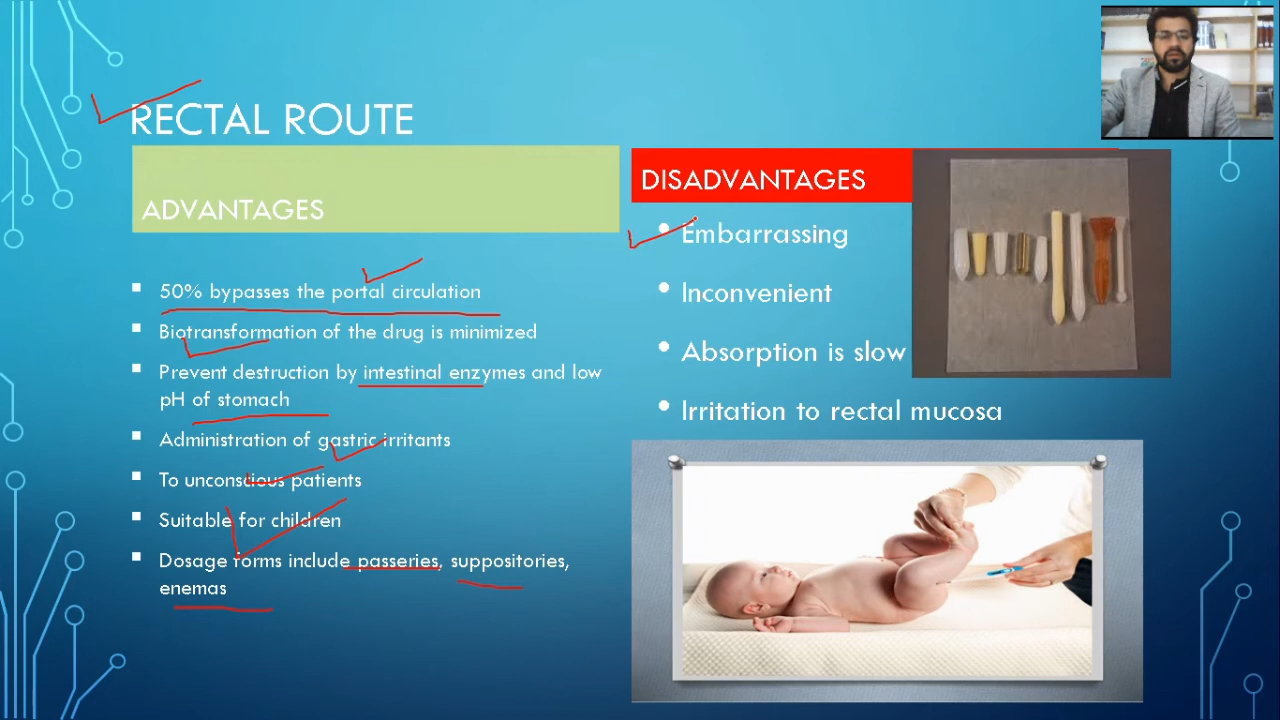 RECTAL ROUTE
ADVANTAGES
50% bypasses the portal circulation
Biotransformation of the drug is minimized
Prevent destruction by intestinal enzymes and low
pH of stomach
Administration of gastric irritants
To unconscious patients
Suitable for children
Dosage forms include passeries, suppositories,
enemas
DISADVANTAGES
Embarrassing
Inconvenient
Absorption is slow
Irritation to rectal mucosa